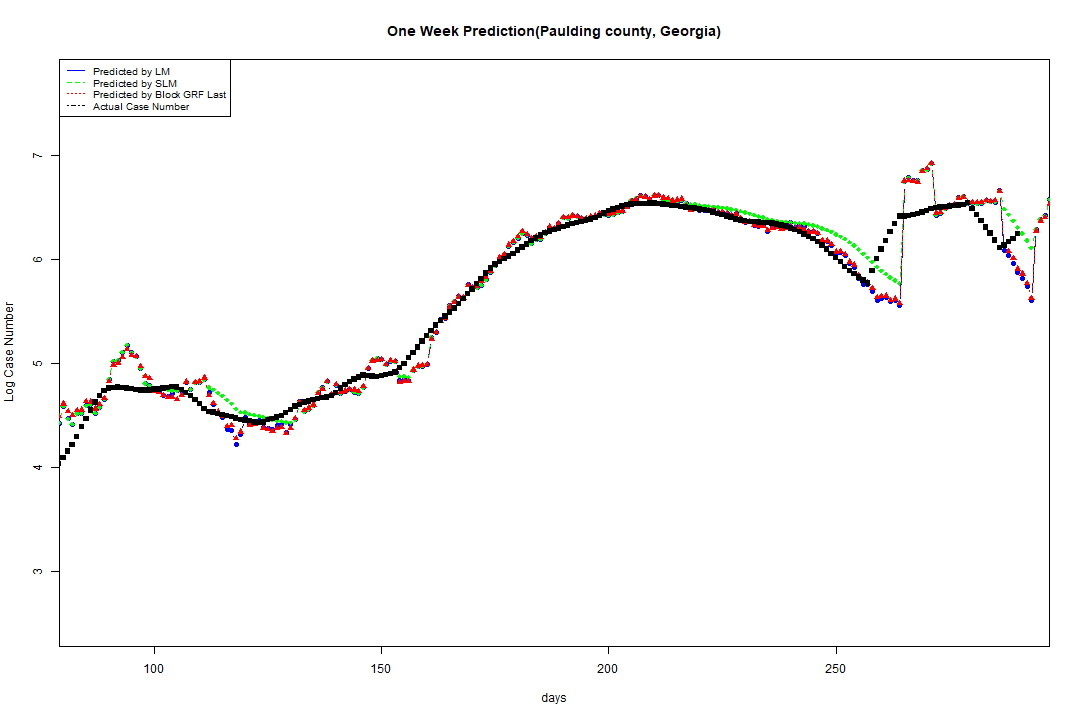 One Week Prediction(Paulding county, Georgia)
Predicted by LM
Predicted by SLM
Predicted by Block GRF Last
Actual Case Number
7
6
5
4
3
Log Case Number
100 150 200 250
days